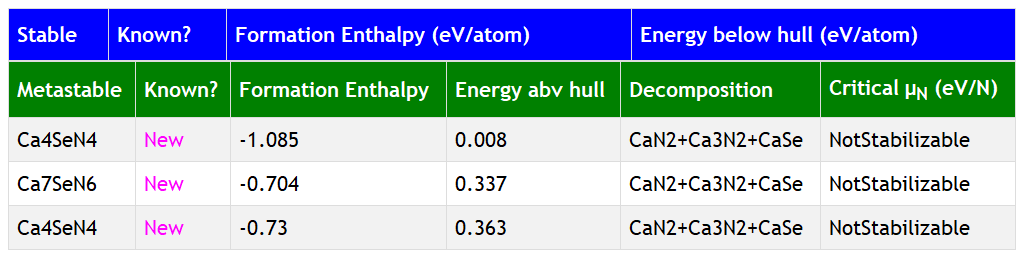 Stable Known? Formation Enthalpy (eV/atom) Energy below hull (eV/atom)
Metastable Known? Formation Enthalpy Energy abv hull Decomposition Critical μN (eV/N)
Ca4SeN4 New -1.085 0.008 CaN2+Ca3N2+CaSe NotStabilizable
Ca7SeN6 New -0.704 0.337 CaN2+Ca3N2+CaSe NotStabilizable
Ca4SeN4 New -0.73 0.363 CaN2+Ca3N2+CaSe NotStabilizable